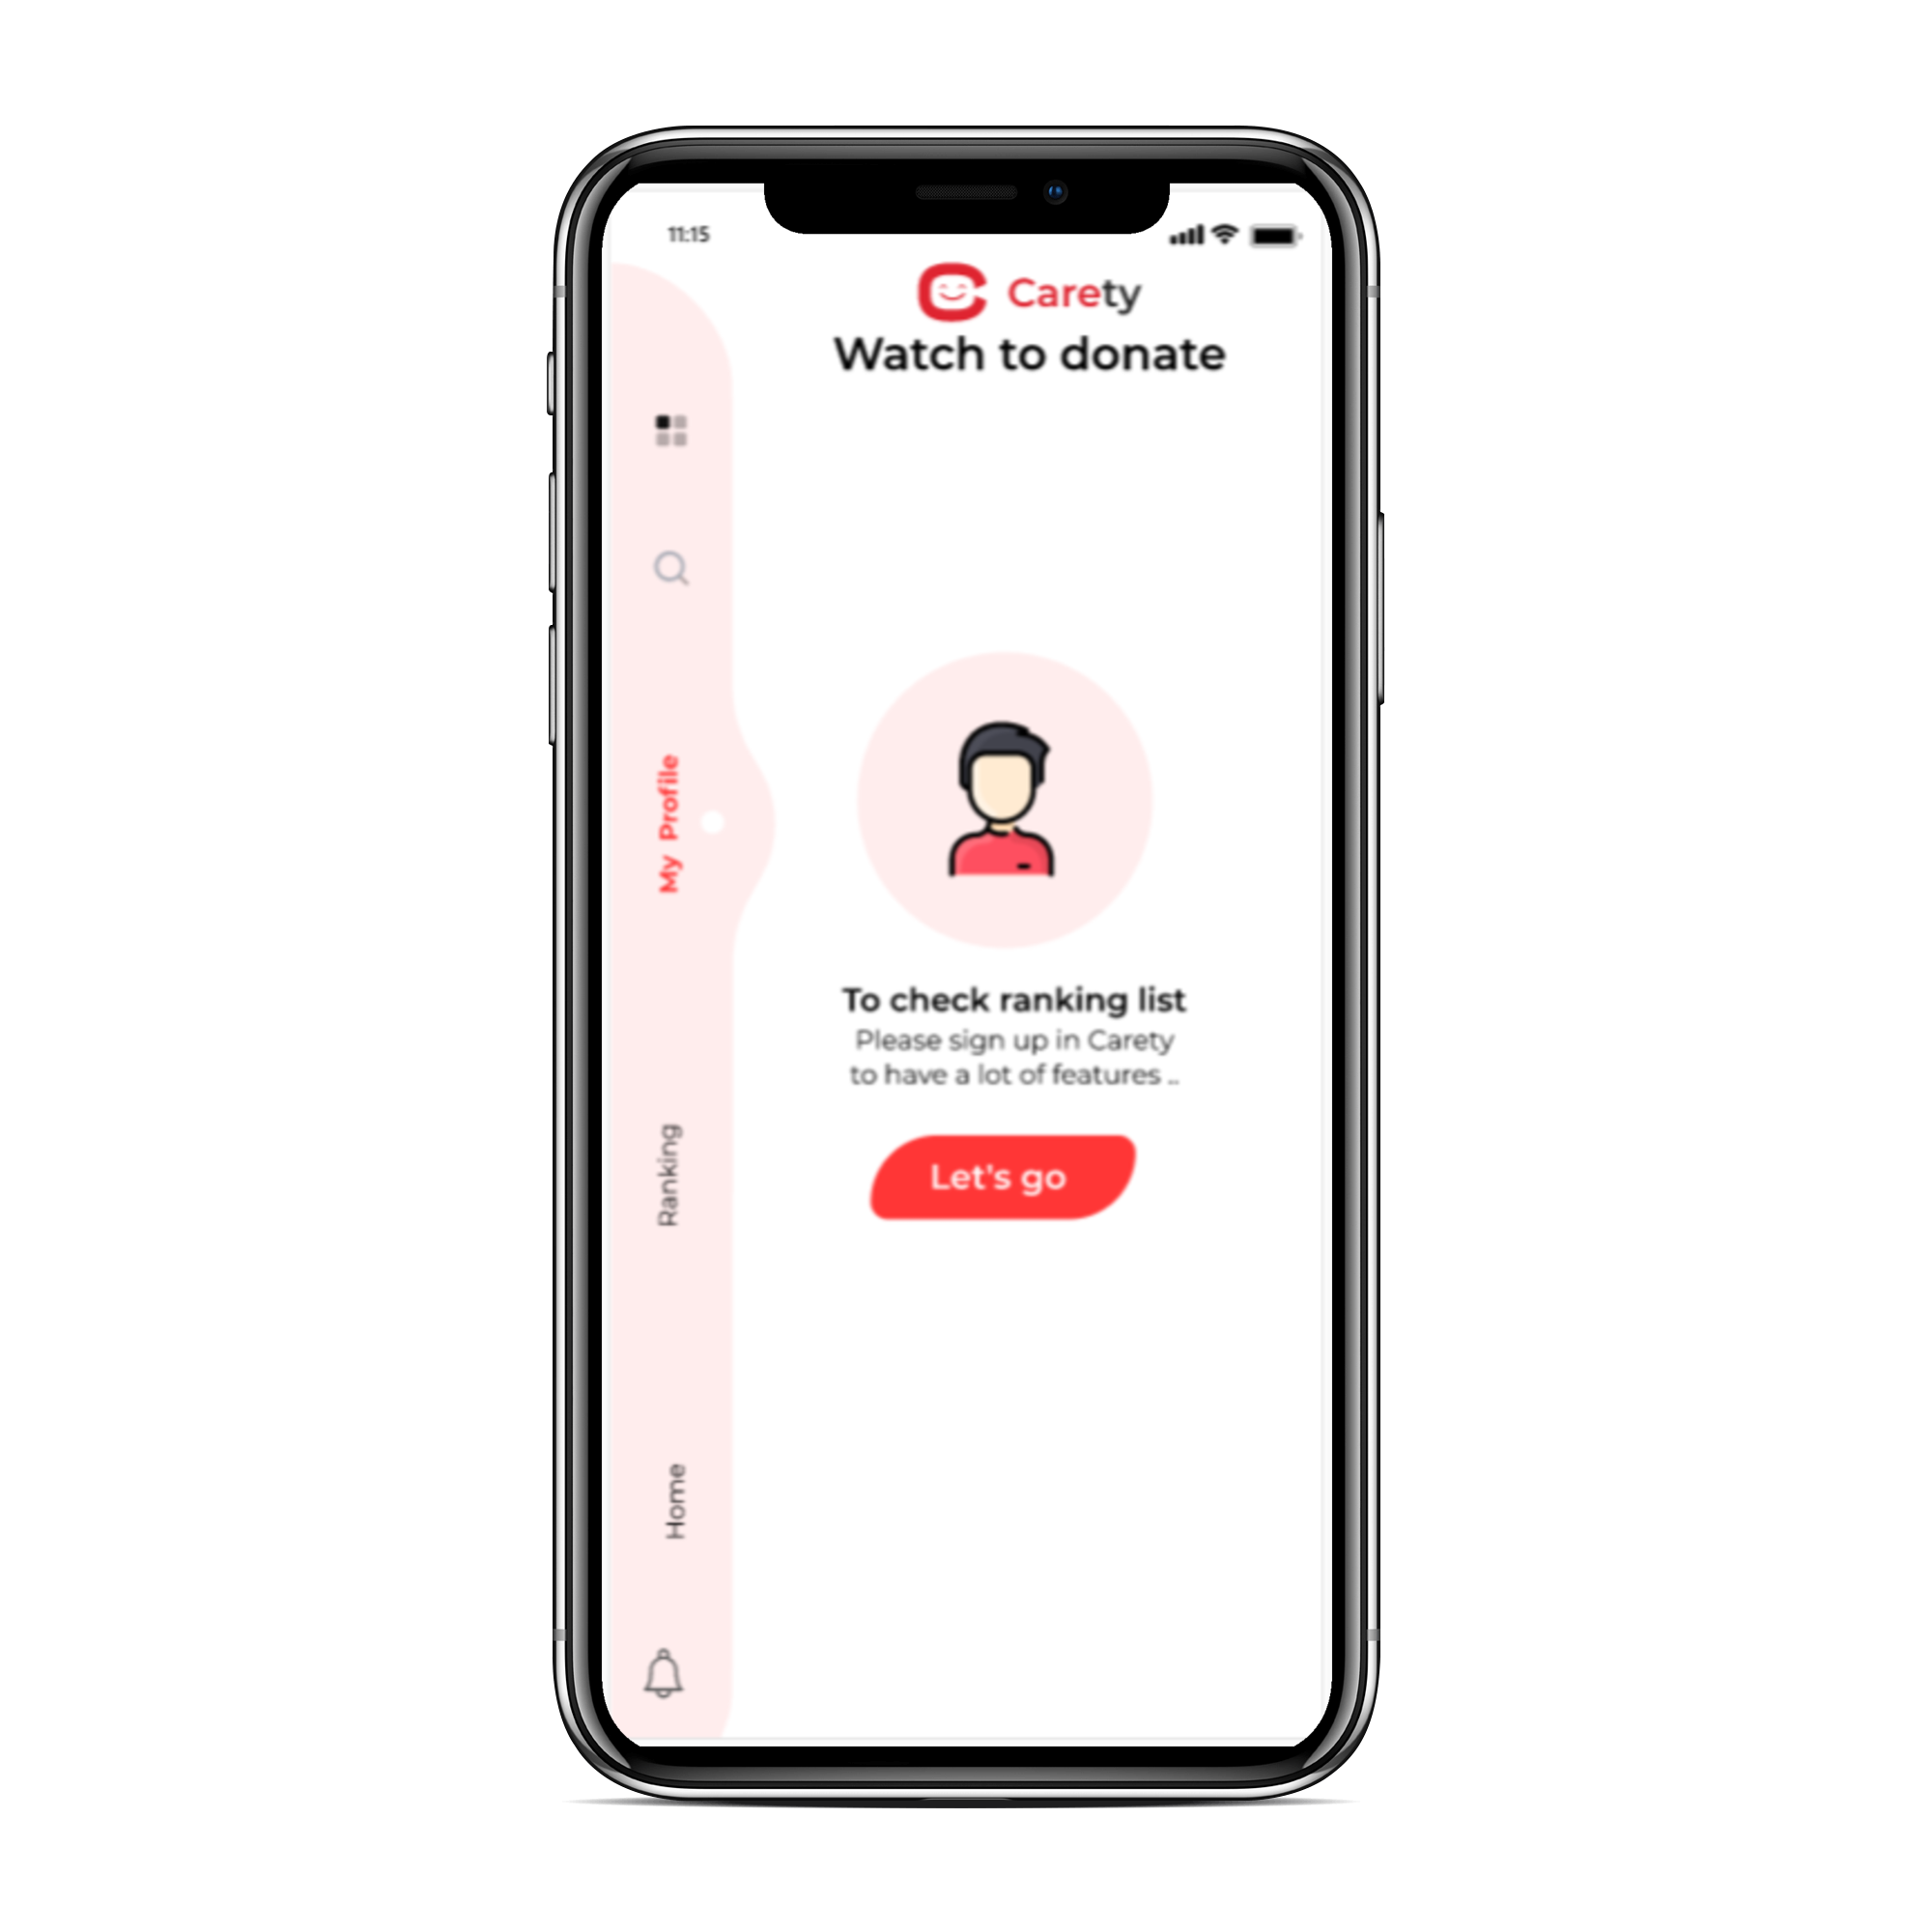 11:15
Carety
Watch to donate
My Profile
Ranking
Home
To check ranking list
Please sign up in Carety
to have a lot of features ..
Let's go